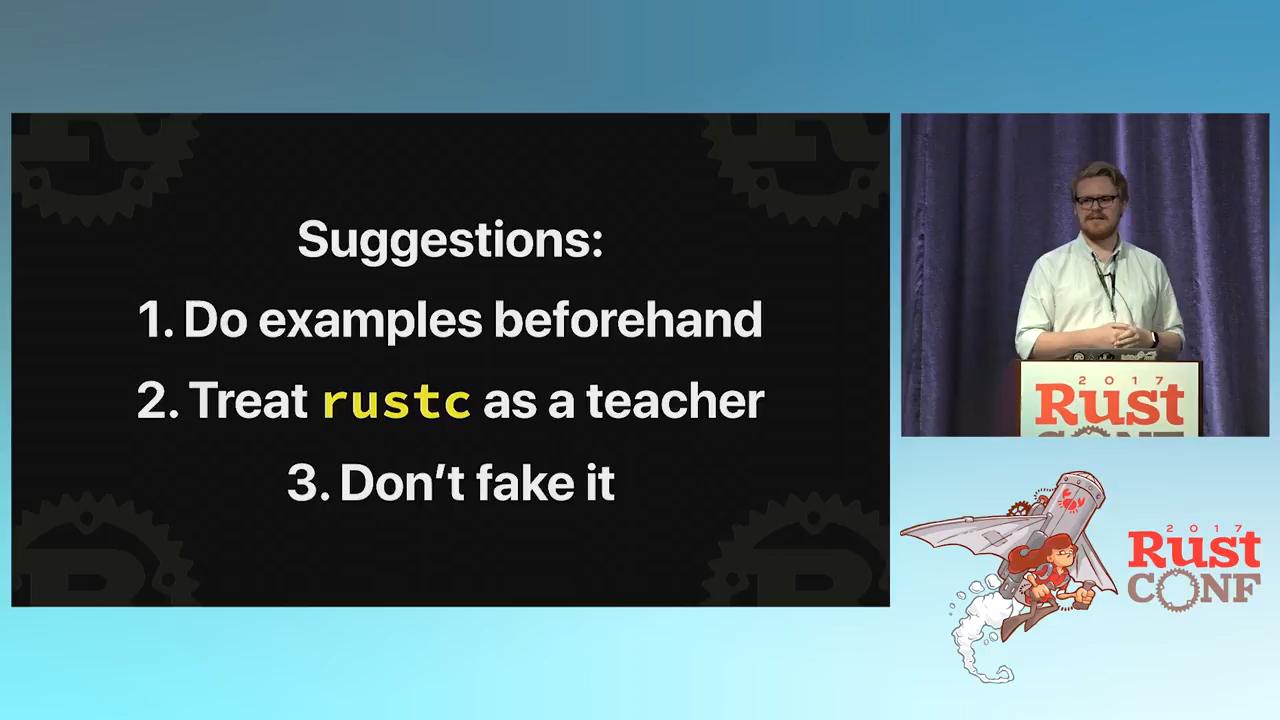 Suggestions:
1. Do examples beforehand
2. Treat rustc as a teacher
3. Don’t fake it
2017
Rust
CONF
2017
Rust
CONF